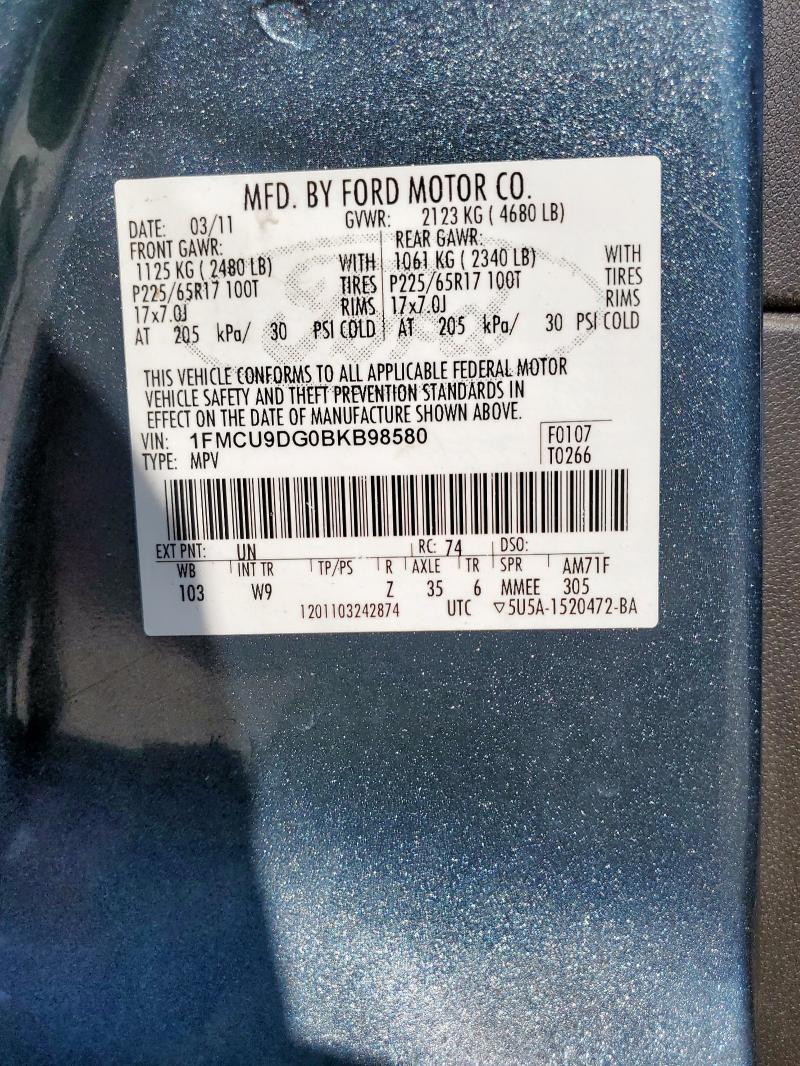 MFD. BY FORD MOTOR CO.
DATE: 03/11 GVWR: 2123 KG ( 4680 LB)
FRONT GAWR: REAR GAWR:
1125 KG ( 2480 LB) WITH 1061 KG ( 2340 LB) WITH
P225/65R17 100T TIRES P225/65R17 100T TIRES
17x7.0J RIMS 17x7.0J RIMS
AT 205 kPa/ 30 PSI COLD AT 205 kPa/ 30 PSI COLD
THIS VEHICLE CONFORMS TO ALL APPLICABLE FEDERAL MOTOR
VEHICLE SAFETY AND THEFT PREVENTION STANDARDS IN
EFFECT ON THE DATE OF MANUFACTURE SHOWN ABOVE.
VIN: 1FMCU9DG0BKB98580 F0107
TYPE: MPV T0266
EXT PNT: UN RC: 74 DSO:
WB INT TR TP/PS R AXLE TR SPR AM71F
103 W9 Z 35 6 MMEE 305
1201103242874 UTC ▽5U5A-1520472-BA